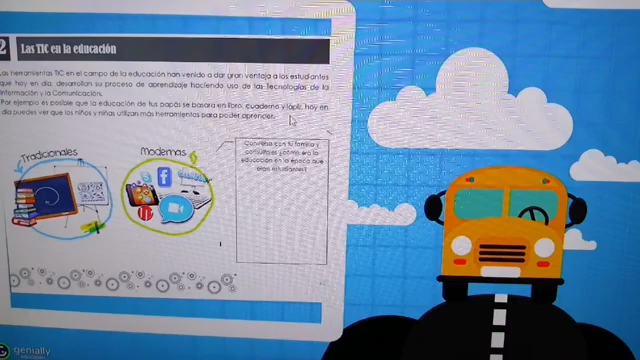 2 Las TIC en la educación
Las herramientas TIC en el campo de la educación han venido a dar gran ventaja a los estudiantes
que hoy en día, desarrollan su proceso de aprendizaje haciendo uso de las Tecnologías de la
Información y la Comunicación.
Por ejemplo es posible que la educación de tus papás se basara en libro, cuaderno y lápiz, hoy en
día puedes ver que los niños y niñas utilizan más herramientas para poder aprender.
Tradicionales
Modernas
Conversa con tu familia y
consúltales ¿cómo era la
educación en la época que
eran estudiantes?
genially